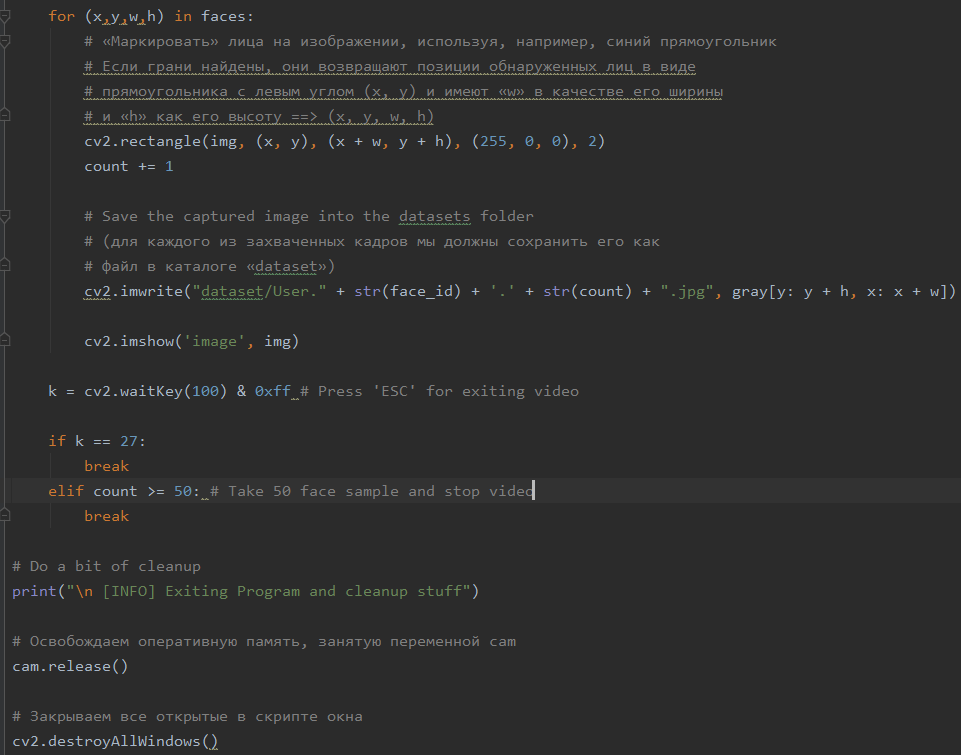 for (x,y,w,h) in faces:
# «Маркировать» лица на изображении, используя, например, синий прямоугольник
# Если грани найдены, они возвращают позиции обнаруженных лиц в виде
# прямоугольника с левым углом (x, y) и имеют «w» в качестве его ширины
# и «h» как его высоту ==> (x, y, w, h)
cv2.rectangle(img, (x, y), (x + w, y + h), (255, 0, 0), 2)
count += 1
# Save the captured image into the datasets folder
# (для каждого из захваченных кадров мы должны сохранить его как
# файл в каталоге «dataset»)
cv2.imwrite("dataset/User." + str(face_id) + '.' + str(count) + ".jpg", gray[y: y + h, x: x + w])
cv2.imshow('image', img)
k = cv2.waitKey(100) & 0xff # Press 'ESC' for exiting video
if k == 27:
break
elif count >= 50: # Take 50 face sample and stop video
break
# Do a bit of cleanup
print("\n [INFO] Exiting Program and cleanup stuff")
# Освобождаем оперативную память, занятую переменной cam
cam.release()
# Закрываем все открытые в скрипте окна
cv2.destroyAllWindows()